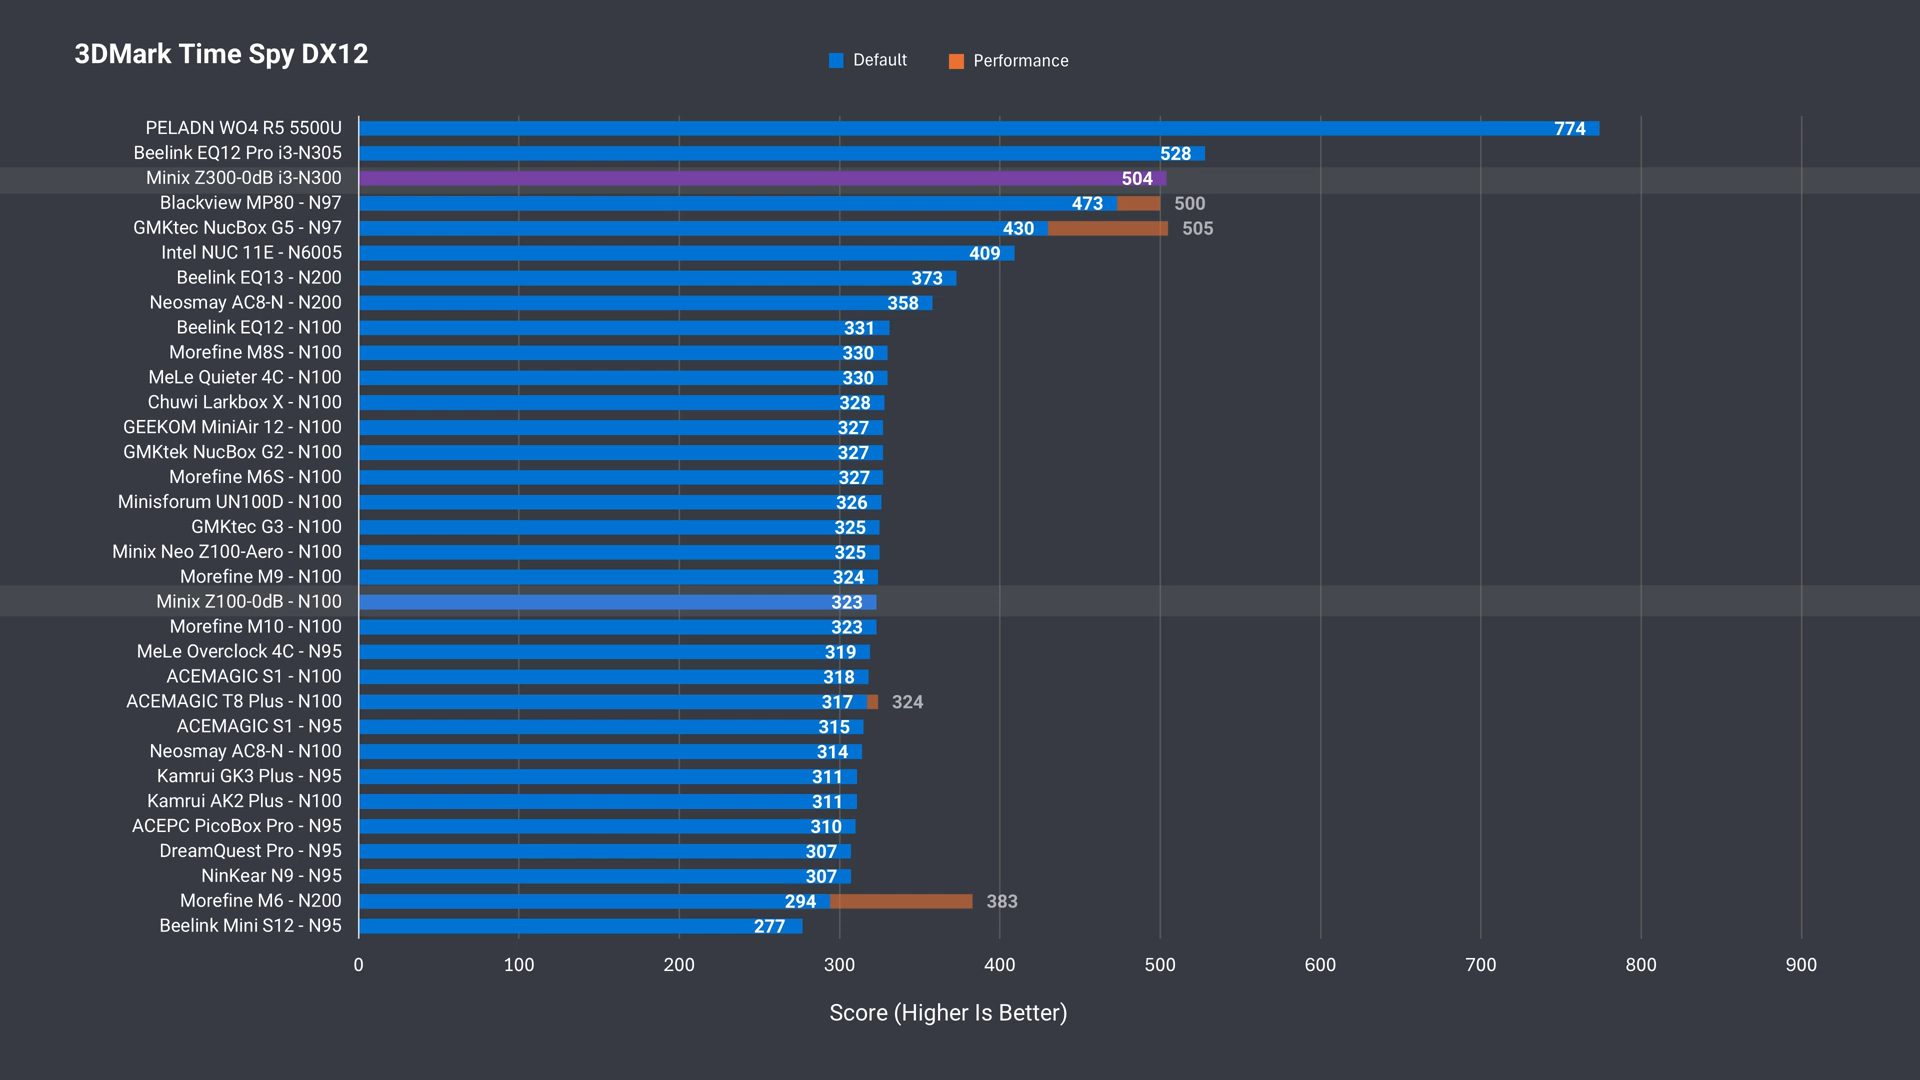 3DMark Time Spy DX12
Default Performance
PELADN WO4 R5 5500U 774
Beelink EQ12 Pro i3-N305 528
Minix Z300-0dB i3-N300 504
Blackview MP80 - N97 473 500
GMKtec NucBox G5 - N97 430 505
Intel NUC 11E - N6005 409
Beelink EQ13 - N200 373
Neosmay AC8-N - N200 358
Beelink EQ12 - N100 331
Morefine M8S - N100 330
MeLe Quieter 4C - N100 330
Chuwi Larkbox X - N100 328
GEEKOM MiniAir 12 - N100 327
GMKtek NucBox G2 - N100 327
Morefine M6S - N100 327
Minisforum UN100D - N100 326
GMKtec G3 - N100 325
Minix Neo Z100-Aero - N100 325
Morefine M9 - N100 324
Minix Z100-0dB - N100 323
Morefine M10 - N100 323
MeLe Overclock 4C - N95 319
ACEMAGIC S1 - N100 318
ACEMAGIC T8 Plus - N100 317 324
ACEMAGIC S1 - N95 315
Neosmay AC8-N - N100 314
Kamrui GK3 Plus - N95 311
Kamrui AK2 Plus - N100 311
ACEPC PicoBox Pro - N95 310
DreamQuest Pro - N95 307
NinKear N9 - N95 307
Morefine M6 - N200 294 383
Beelink Mini S12 - N95 277
0 100 200 300 400 500 600 700 800 900
Score (Higher Is Better)